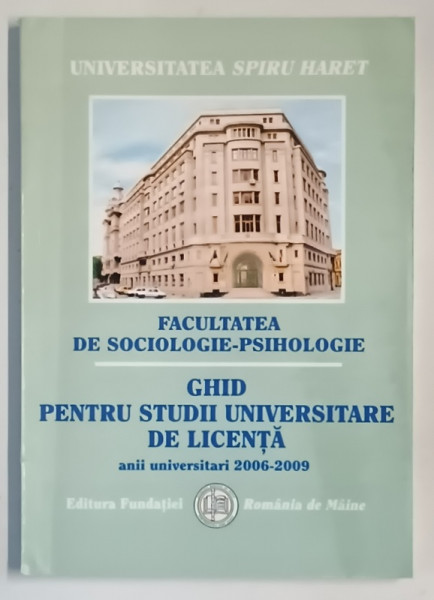 UNIVERSITATEA SPIRU HARET
FACULTATEA
DE SOCIOLOGIE-PSIHOLOGIE
GHID
PENTRU STUDII UNIVERSITARE
DE LICENȚĂ
anii universitari 2006-2009
Editura Fundației România de Mâine